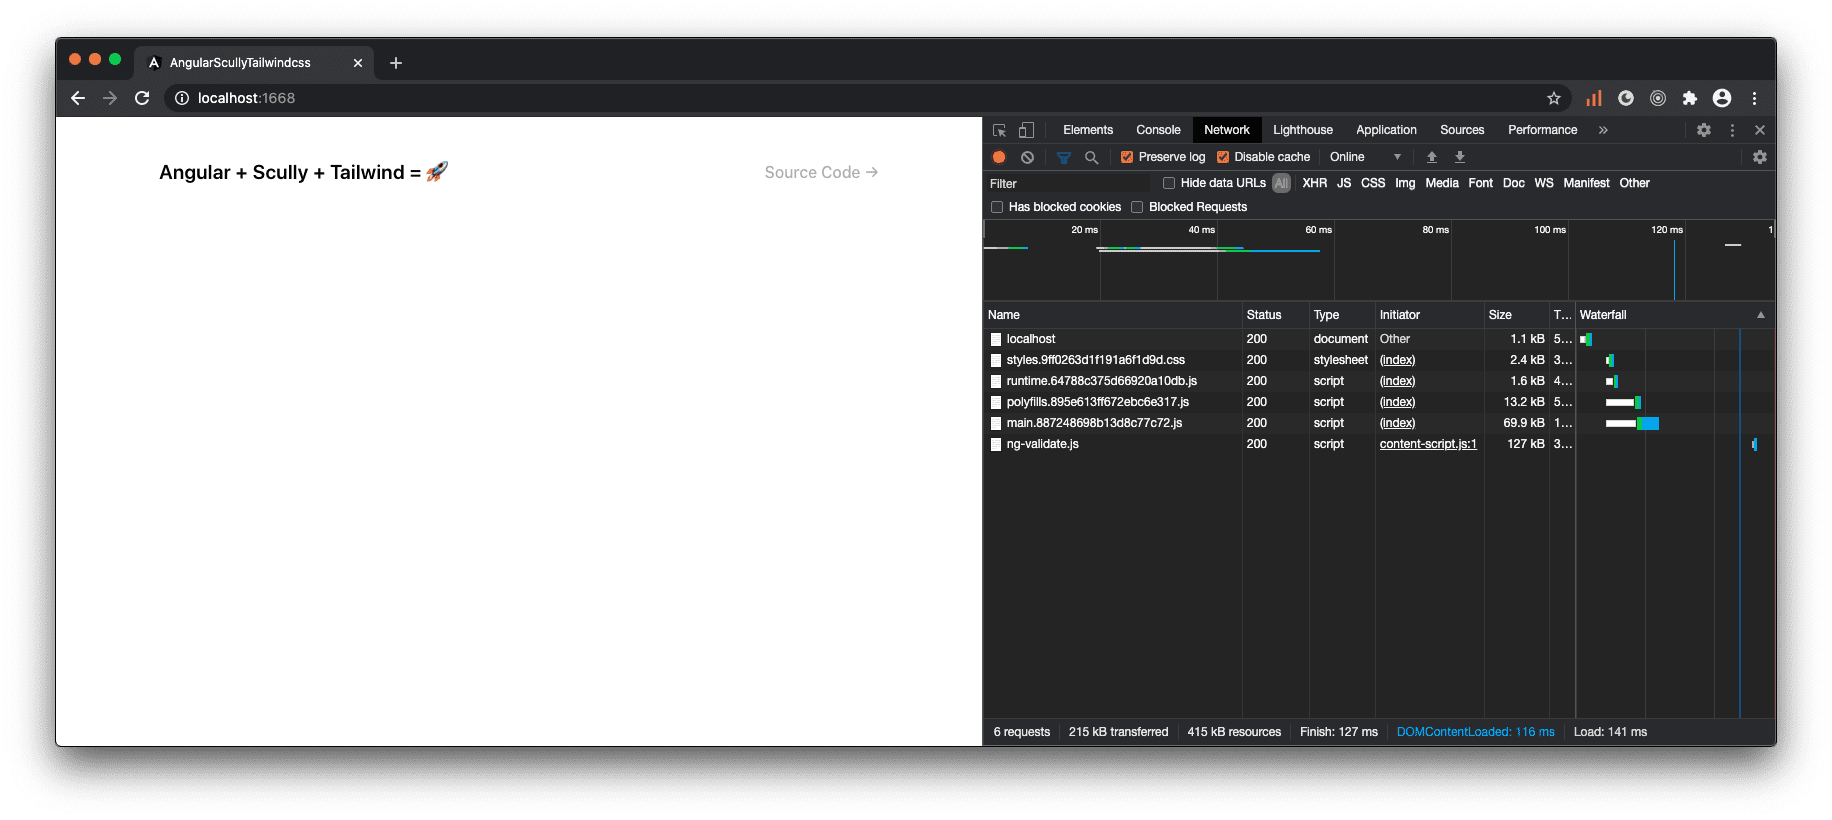 AngularScullyTailwindcss
localhost:1668
Angular + Scully + Tailwind = 🚀
Source Code →
Elements Console Network Lighthouse Application Sources Performance »
Preserve log Disable cache Online
Filter Hide data URLs All XHR JS CSS Img Media Font Doc WS Manifest Other
Has blocked cookies Blocked Requests
20 ms 40 ms 60 ms 80 ms 100 ms 120 ms 1
Name Status Type Initiator Size T... Waterfall
localhost 200 document Other 1.1 kB 5...
styles.9ff0263d1f191a6f1d9d.css 200 stylesheet (index) 2.4 kB 3...
runtime.64788c375d66920a10db.js 200 script (index) 1.6 kB 4...
polyfills.895e613ff672ebc6e317.js 200 script (index) 13.2 kB 5...
main.887248698b13d8c77c72.js 200 script (index) 69.9 kB 1...
ng-validate.js 200 script content-script.js:1 127 kB 3...
6 requests 215 kB transferred 415 kB resources Finish: 127 ms DOMContentLoaded: 116 ms Load: 141 ms